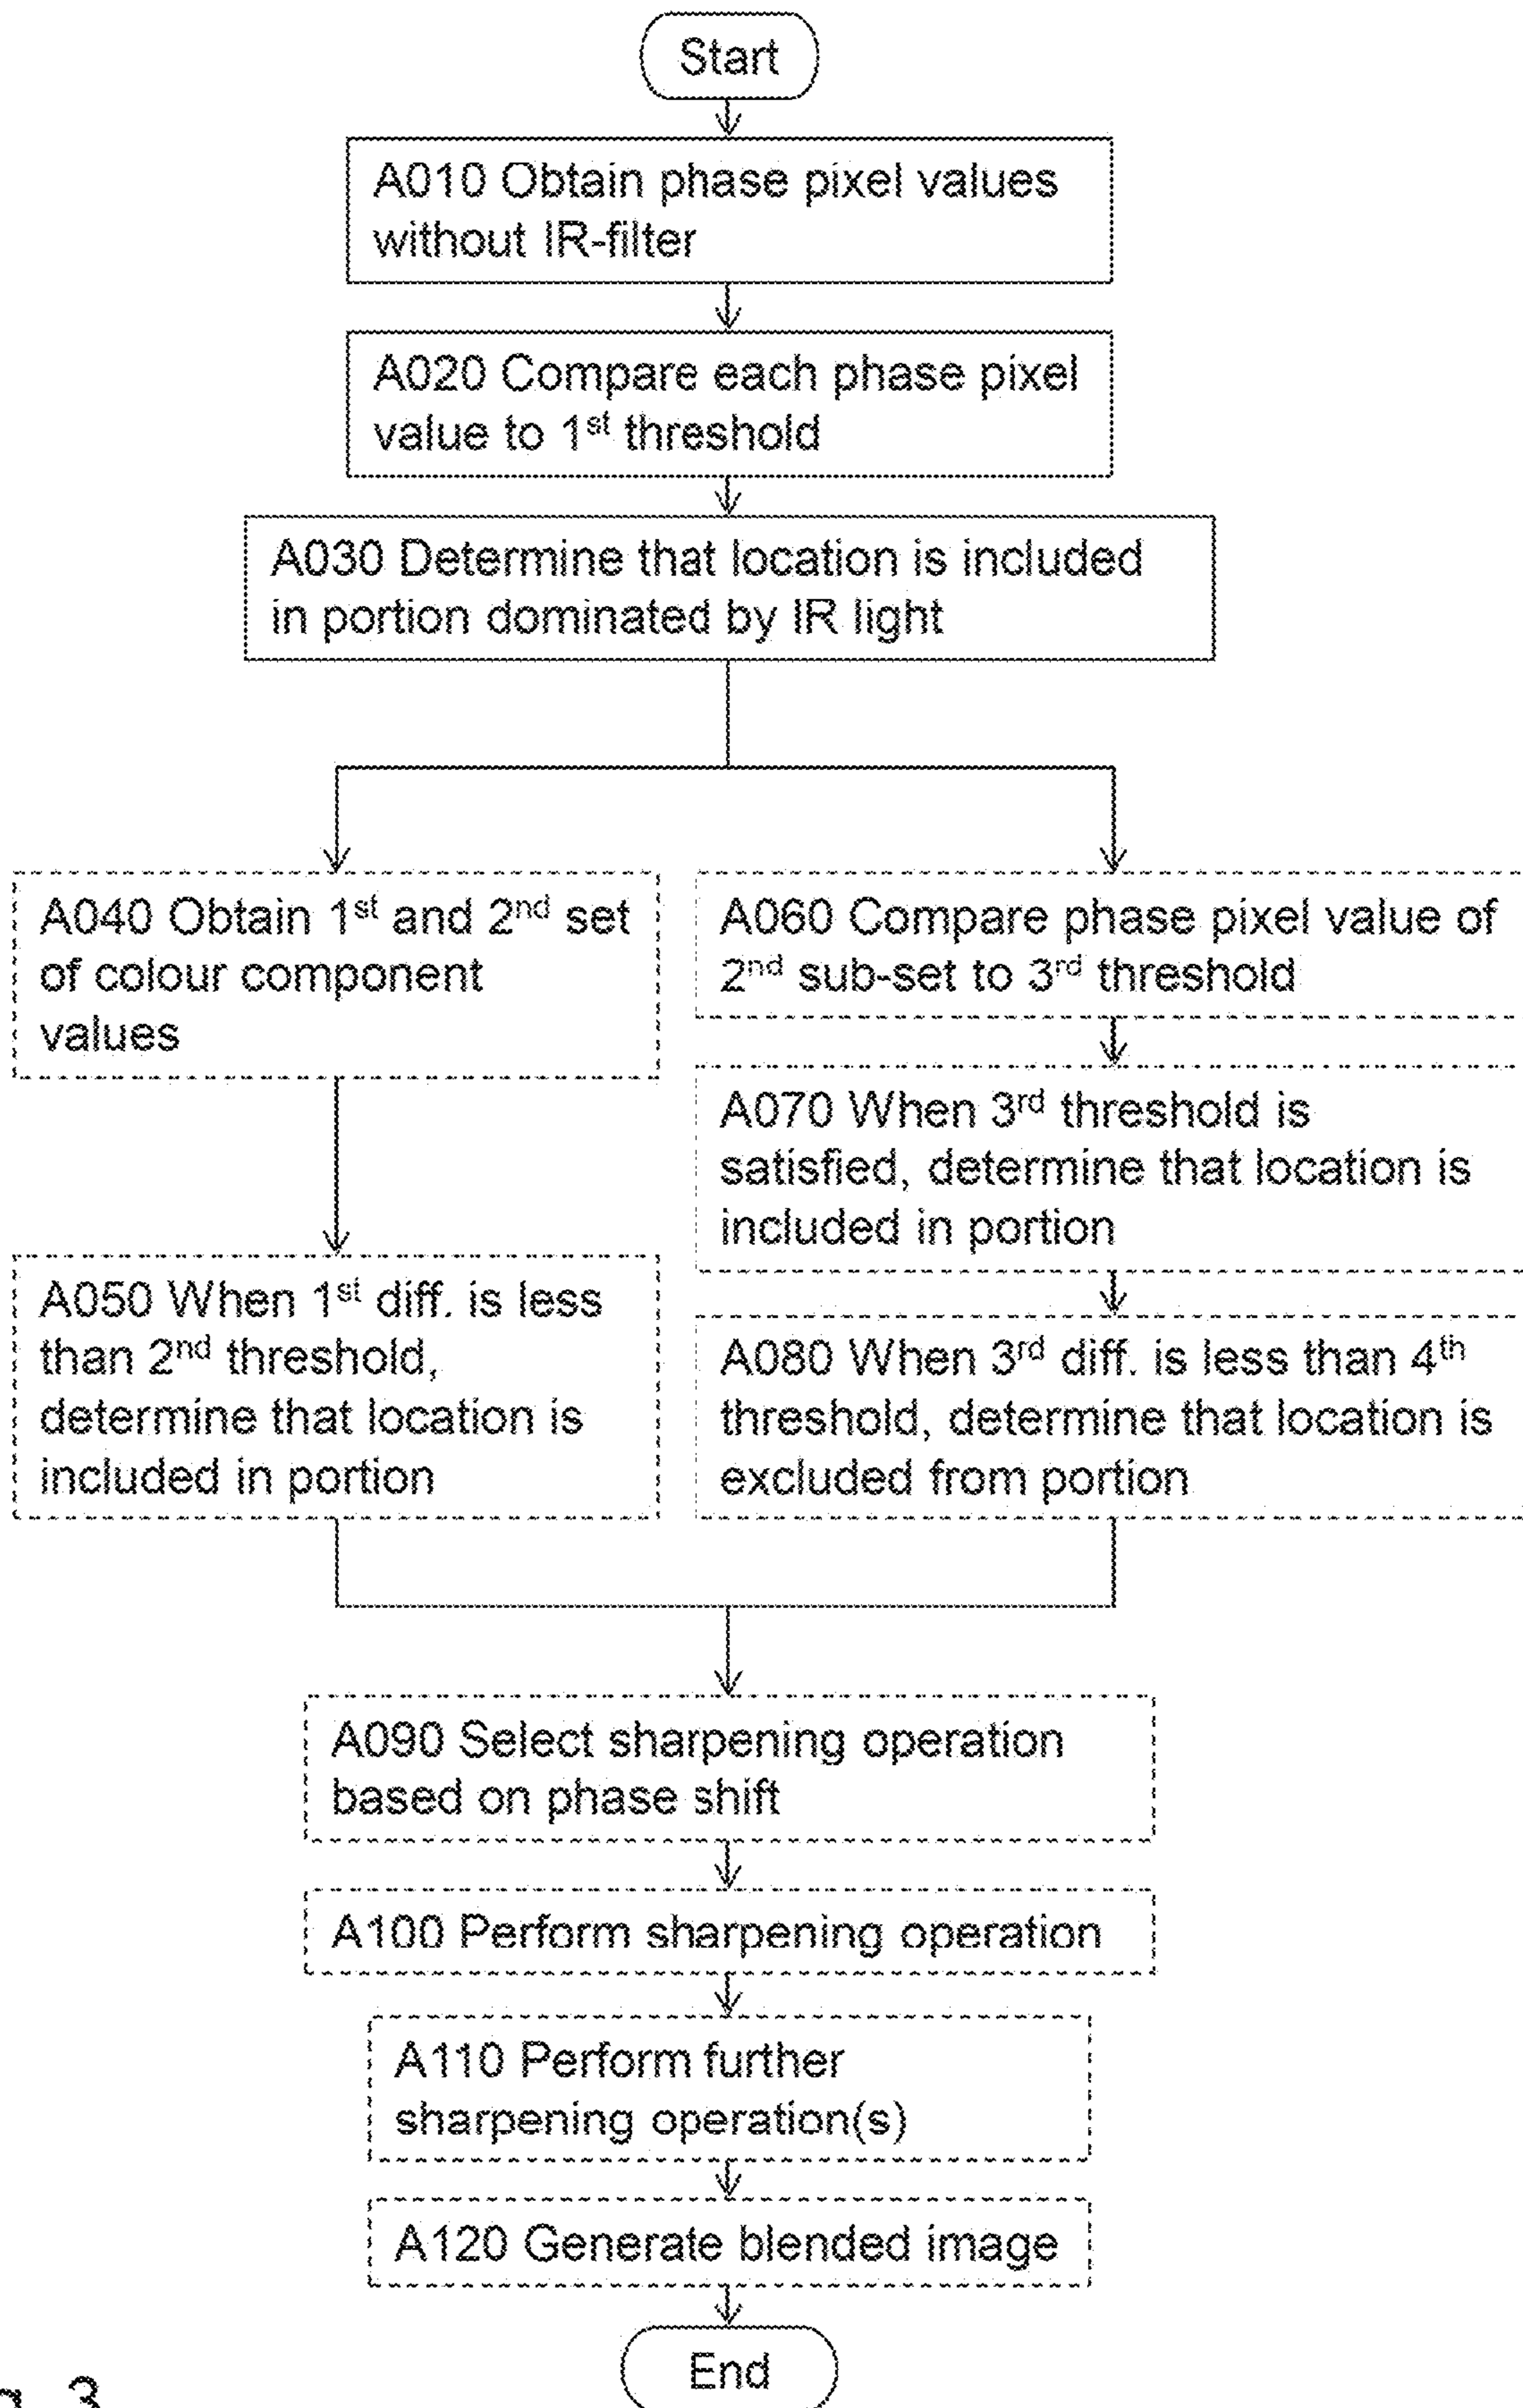 Start
A010 Obtain phase pixel values
without IR-filter
A020 Compare each phase pixel
value to 1st threshold
A030 Determine that location is included
in portion dominated by IR light
A040 Obtain 1st and 2nd set
of colour component
values
A050 When 1st diff. is less
than 2nd threshold,
determine that location is
included in portion
A060 Compare phase pixel value of
2nd sub-set to 3rd threshold
A070 When 3rd threshold is
satisfied, determine that location is
included in portion
A080 When 3rd diff. is less than 4th
threshold, determine that location is
excluded from portion
A090 Select sharpening operation
based on phase shift
A100 Perform sharpening operation
A110 Perform further
sharpening operation(s)
A120 Generate blended image
End
3